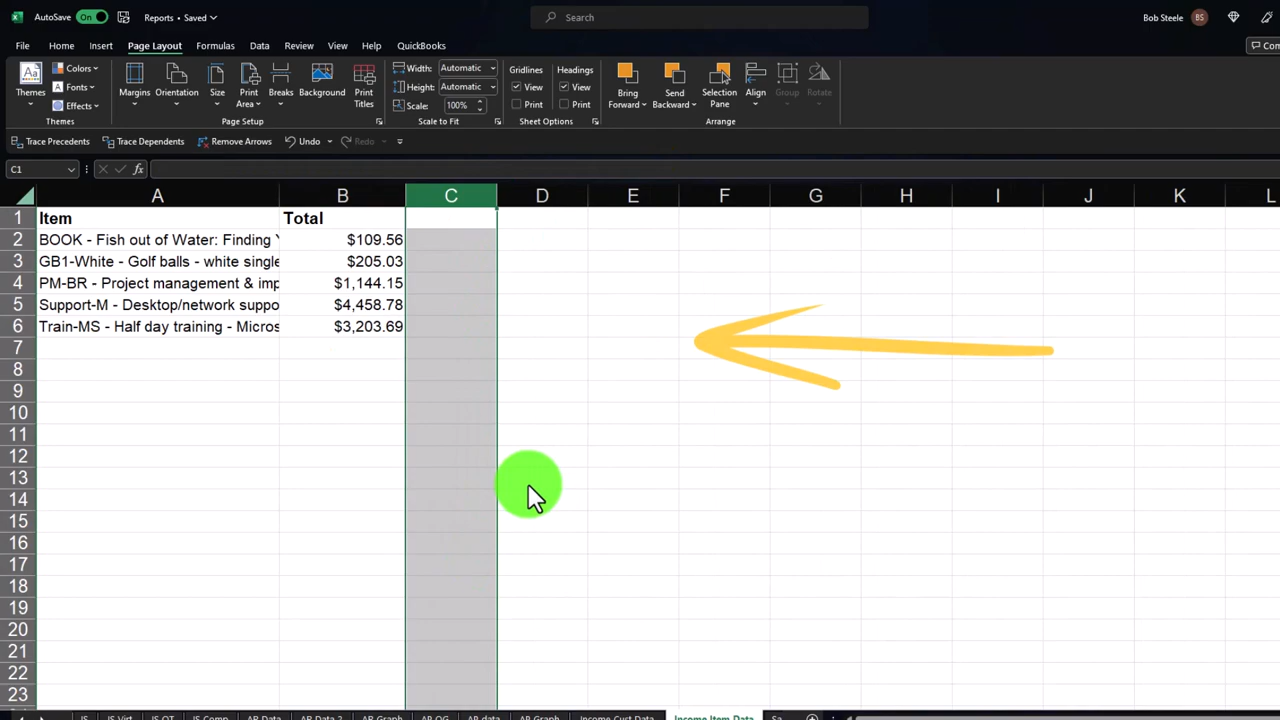 AutoSave On Reports • Saved Search Bob Steele BS
File Home Insert Page Layout Formulas Data Review View Help QuickBooks
Themes Colors Fonts Effects Margins Orientation Size Print Area Breaks Background Print Titles Width: Automatic Height: Automatic Scale: 100% Gridlines View Print Headings View Print Bring Forward Send Backward Selection Pane Align Group Rotate
Themes Page Setup Scale to Fit Sheet Options Arrange
Trace Precedents Trace Dependents Remove Arrows Undo Redo
C1 fx
A B C D E F G H I J K L
1 Item Total
2 BOOK - Fish out of Water: Finding $109.56
3 GB1-White - Golf balls - white single $205.03
4 PM-BR - Project management & imp $1,144.15
5 Support-M - Desktop/network suppo $4,458.78
6 Train-MS - Half day training - Micros $3,203.69
7
8
9
10
11
12
13
14
15
16
17
18
19
20
21
22
23
IS IS Virt IS QT IS Comp AR Data AR Data 2 AR Graph AR data AR Graph Income Cust Data Income Item Data Sa